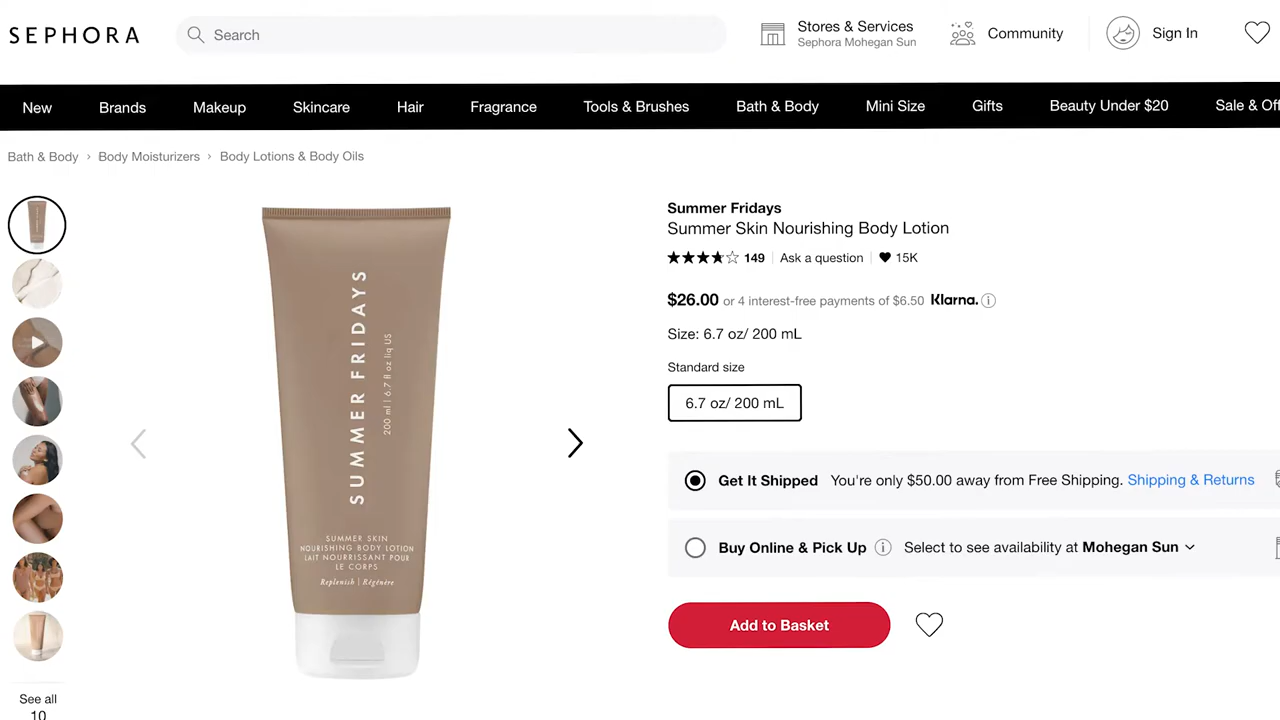 SEPHORA
Search
Stores & Services
Sephora Mohegan Sun
Community
Sign In
New
Brands
Makeup
Skincare
Hair
Fragrance
Tools & Brushes
Bath & Body
Mini Size
Gifts
Beauty Under $20
Sale & Off
Bath & Body › Body Moisturizers › Body Lotions & Body Oils
SUMMER FRIDAYS
200 ml | 6.7 fl oz liq US
SUMMER SKIN
NOURISHING BODY LOTION
LAIT NOURRISSANT POUR
LE CORPS
Replenish | Régénère
See all
10
Summer Fridays
Summer Skin Nourishing Body Lotion
149 Ask a question 15K
$26.00 or 4 interest-free payments of $6.50 Klarna.
Size: 6.7 oz/ 200 mL
Standard size
6.7 oz/ 200 mL
Get It Shipped You're only $50.00 away from Free Shipping. Shipping & Returns
Buy Online & Pick Up Select to see availability at Mohegan Sun
Add to Basket